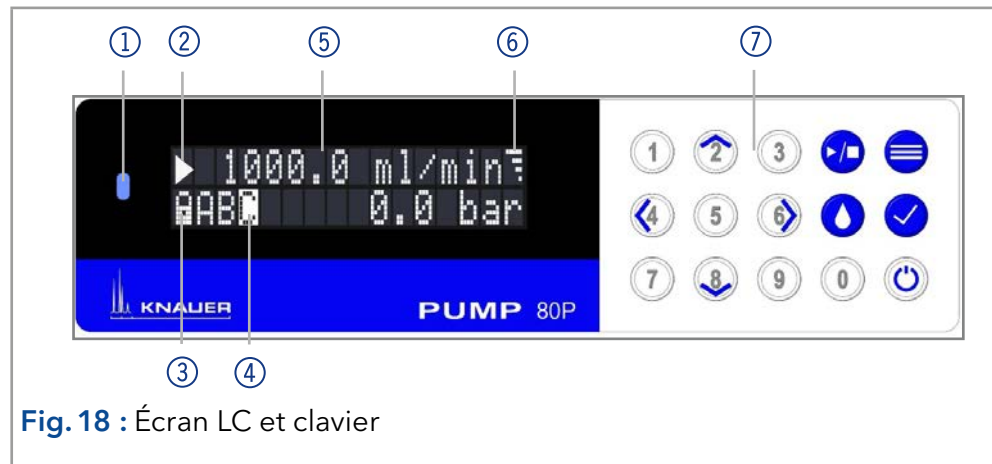 ① ② ⑤ ⑥ ⑦
1000.0 ml/min
AABC 0.0 bar
KNAUER PUMP 80P
1 2 3
4 5 6
7 8 9 0
③ ④
Fig. 18 : Écran LC et clavier